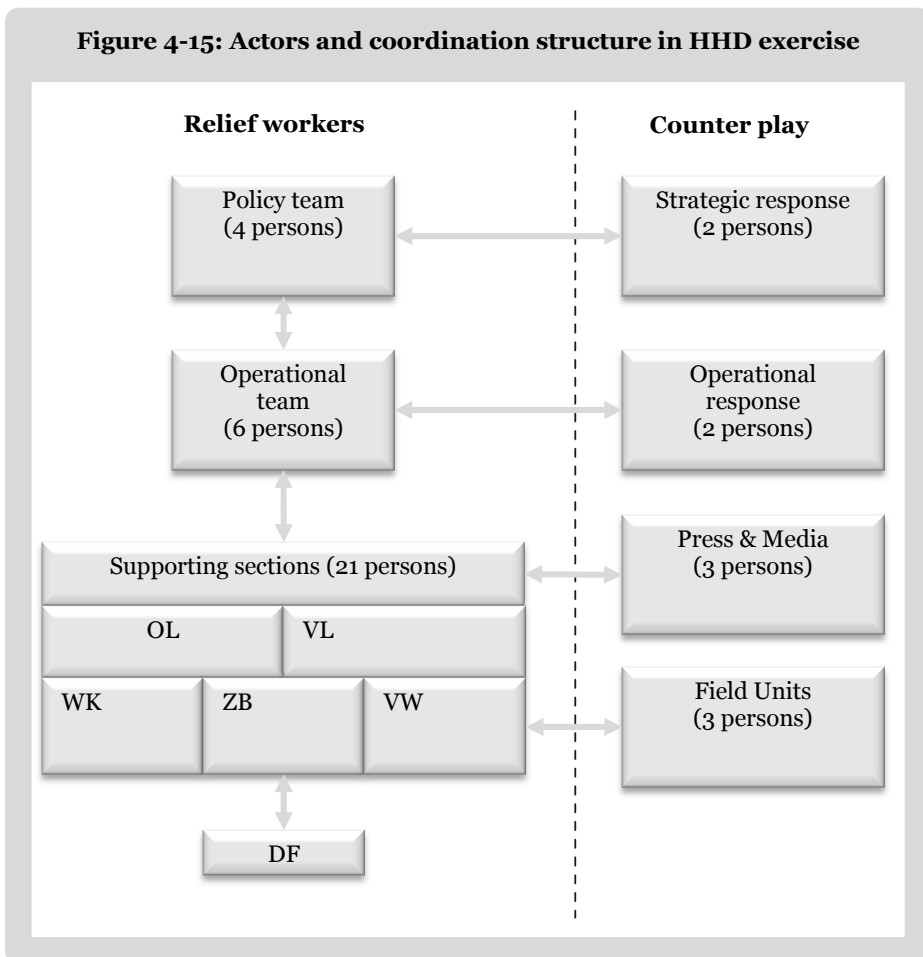 Figure 4-15: Actors and coordination structure in HHD exercise
Relief workers
Counter play
Policy team
(4 persons)
Strategic response
(2 persons)
Operational
team
(6 persons)
Operational
response
(2 persons)
Supporting sections (21 persons)
Press & Media
(3 persons)
OL
VL
WK
ZB
VW
Field Units
(3 persons)
DF